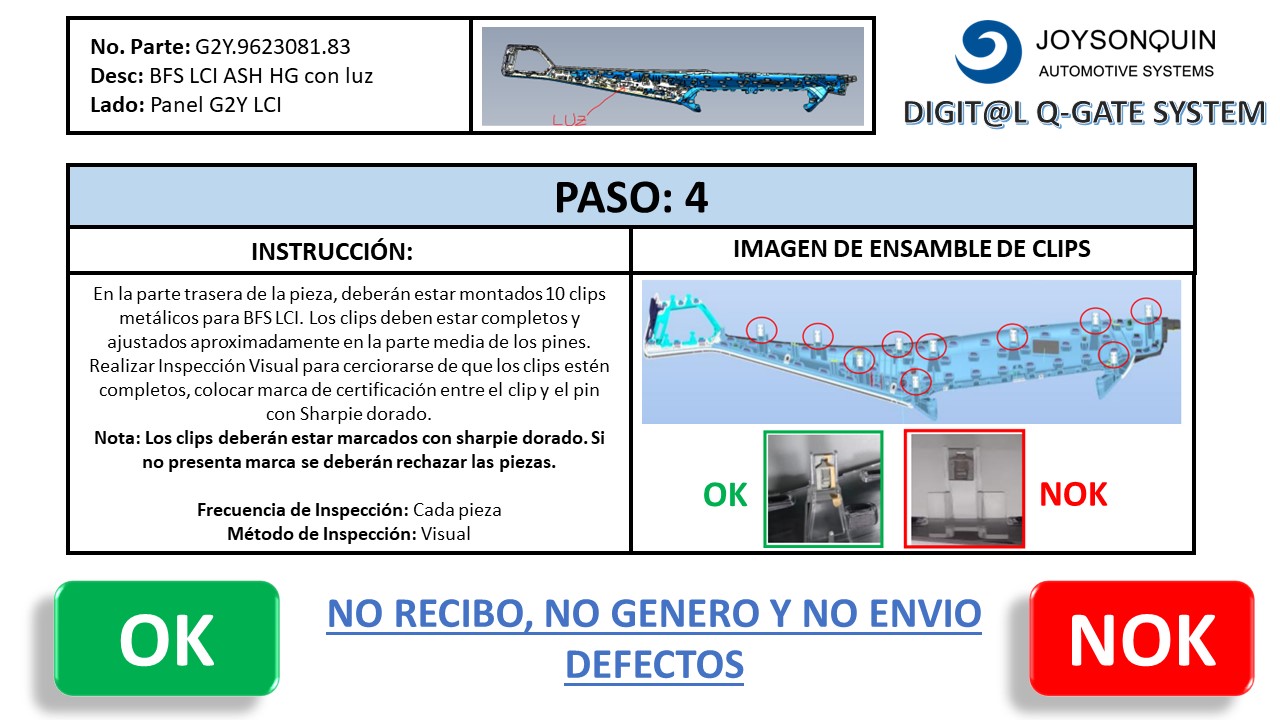 No. Parte: G2Y.9623081.83
Desc: BFS LCI ASH HG con luz
Lado: Panel G2Y LCI
LUZ
JOYSONQUIN
AUTOMOTIVE SYSTEMS
DIGIT@L Q-GATE SYSTEM
PASO: 4
INSTRUCCIÓN:
IMAGEN DE ENSAMBLE DE CLIPS
En la parte trasera de la pieza, deberán estar montados 10 clips
metálicos para BFS LCI. Los clips deben estar completos y
ajustados aproximadamente en la parte media de los pines.
Realizar Inspección Visual para cerciorarse de que los clips estén
completos, colocar marca de certificación entre el clip y el pin
con Sharpie dorado.
Nota: Los clips deberán estar marcados con sharpie dorado. Si
no presenta marca se deberán rechazar las piezas.
Frecuencia de Inspección: Cada pieza
Método de Inspección: Visual
OK
NOK
OK
NO RECIBO, NO GENERO Y NO ENVIO
DEFECTOS
NOK